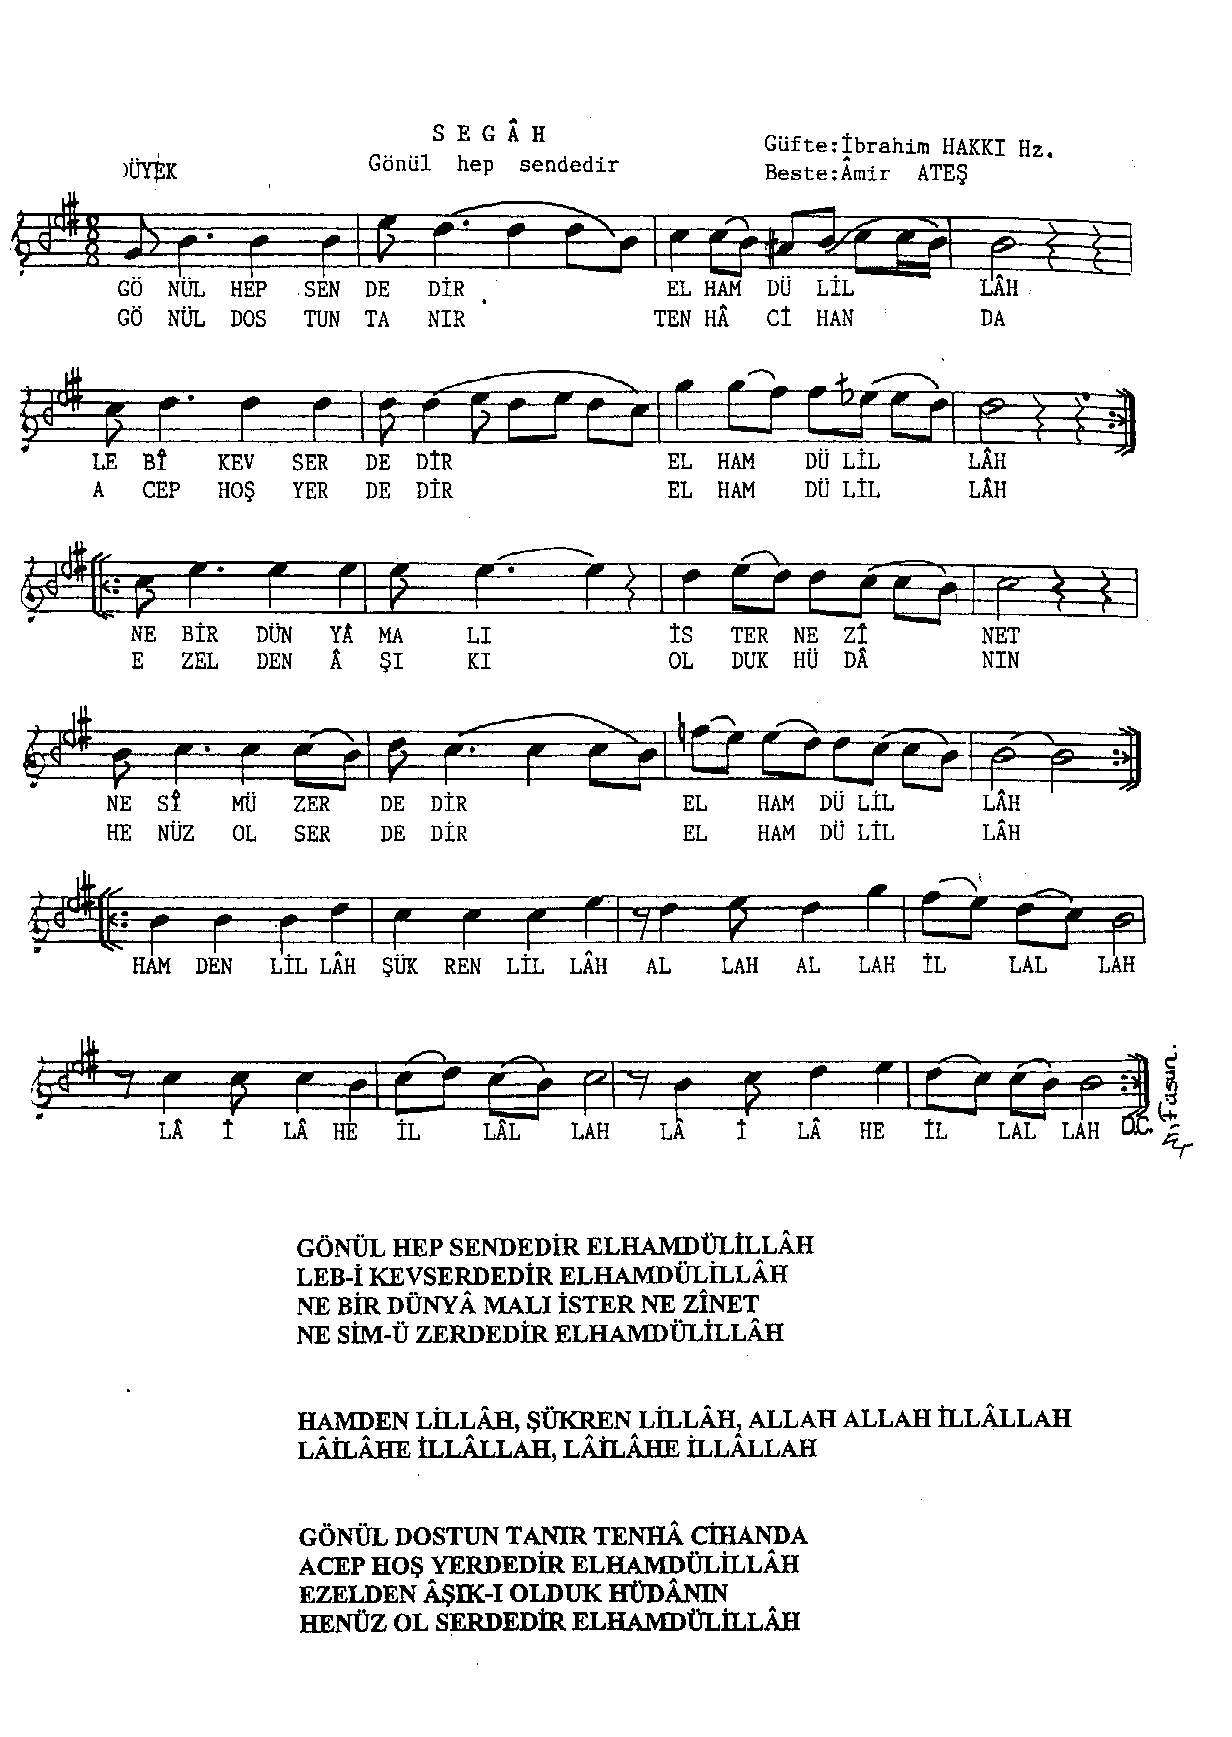 SEGÂH
Gönül hep sendedir
Güfte:İbrahim HAKKI Hz.
Beste:Âmir ATEŞ
DÜYEK
8
8
GÖ NÜL HEP SEN DE DİR EL HAM DÜ LİL LÂH
GÖ NÜL DOS TUN TA NIR TEN HÂ Cİ HAN DA
LE BÎ KEV SER DE DİR EL HAM DÜ LİL LÂH
A CEP HOŞ YER DE DİR EL HAM DÜ LİL LÂH
NE BİR DÜN YÂ MA LI İS TER NE ZÎ NET
E ZEL DEN Â ŞI KI OL DUK HÜ DÂ NIN
NE SÎ MÜ ZER DE DİR EL HAM DÜ LİL LÂH
HE NÜZ OL SER DE DİR EL HAM DÜ LİL LÂH
HAM DEN LİL LÂH ŞÜK REN LİL LÂH AL LAH AL LAH İL LAL LAH
LÂ İ LÂ HE İL LÂL LAH LÂ İ LÂ HE İL LAL LAH D.C.
Füsun.
GÖNÜL HEP SENDEDİR ELHAMDÜLİLLÂH
LEB-İ KEVSERDEDİR ELHAMDÜLİLLÂH
NE BİR DÜNYÂ MALI İSTER NE ZÎNET
NE SİM-Ü ZERDEDİR ELHAMDÜLİLLÂH
HAMDEN LİLLÂH, ŞÜKREN LİLLÂH, ALLAH ALLAH İLLÂLLAH
LÂİLÂHE İLLÂLLAH, LÂİLÂHE İLLÂLLAH
GÖNÜL DOSTUN TANIR TENHÂ CİHANDA
ACEP HOŞ YERDEDİR ELHAMDÜLİLLÂH
EZELDEN ÂŞIK-I OLDUK HÜDÂNIN
HENÜZ OL SERDEDİR ELHAMDÜLİLLÂH